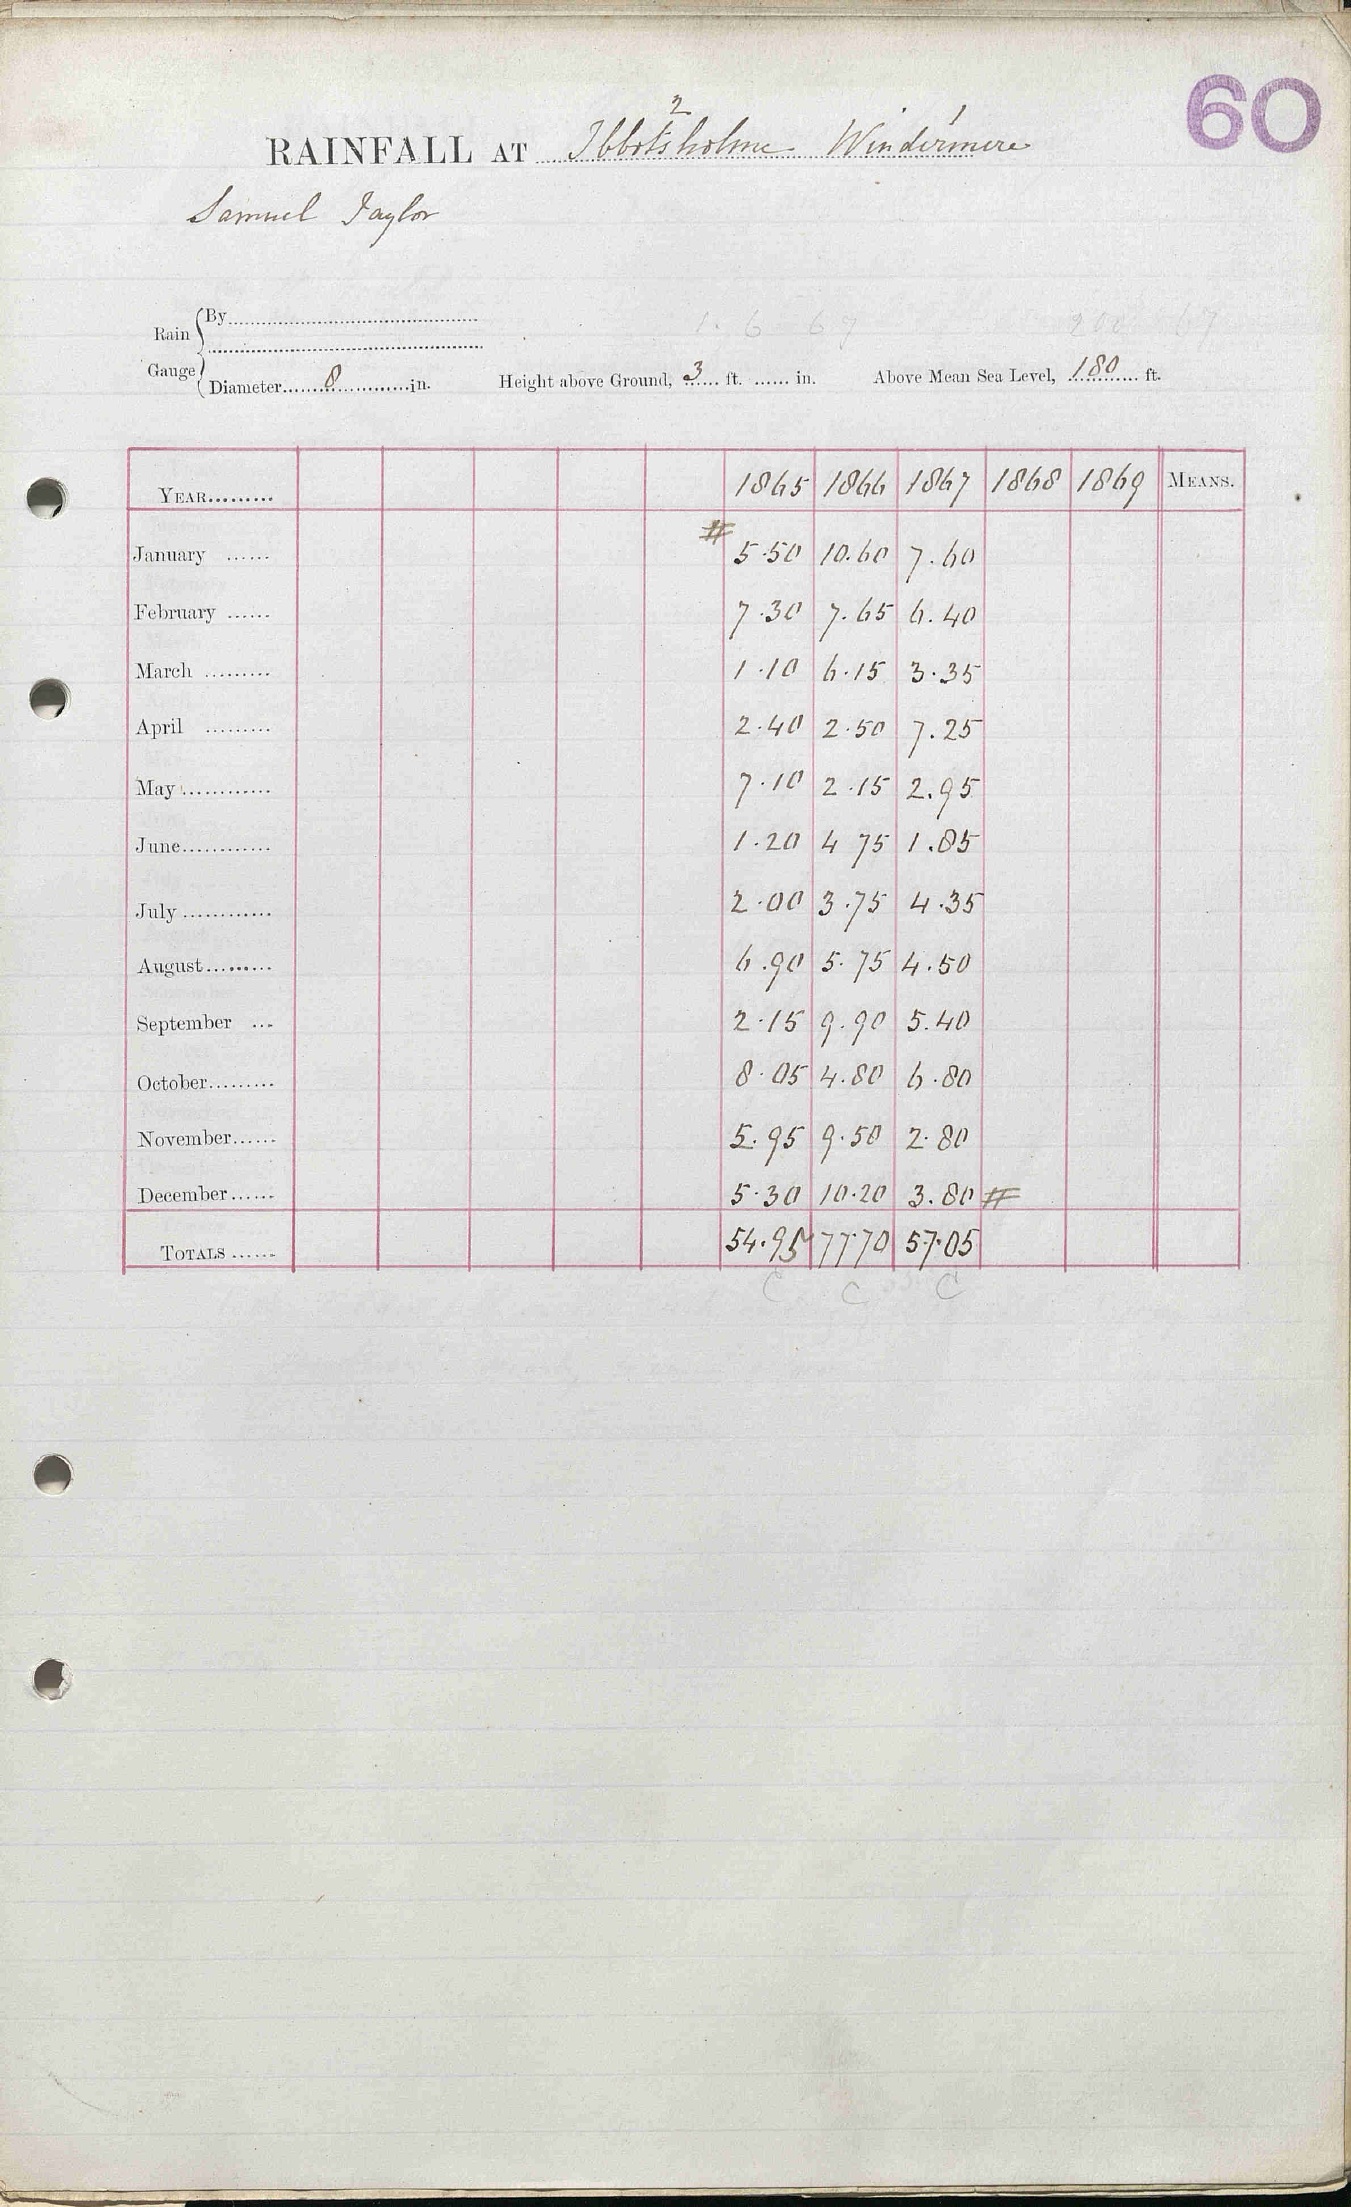 60
2 1
RAINFALL AT Ibbotsholme Windermere
Samuel Taylor
Rain Gauge { By
1. 6 67 200 67
Diameter 8 in. Height above Ground, 3 ft. in. Above Mean Sea Level, 180 ft.
YEAR 1865 1866 1867 1868 1869 MEANS.
January # 5.50 10.60 7.60
February 7.30 7.65 6.40
March 1.10 6.15 3.35
April 2.40 2.50 7.25
May 7.10 2.15 2.95
June 1.20 4 75 1.85
July 2.00 3.75 4.35
August 6.90 5.75 4.50
September 2.15 9.90 5.40
October 8.05 4.80 6.80
November 5.95 9.50 2.80
December 5.30 10.20 3.80 #
TOTALS 54.95 77.70 57.05
C C C